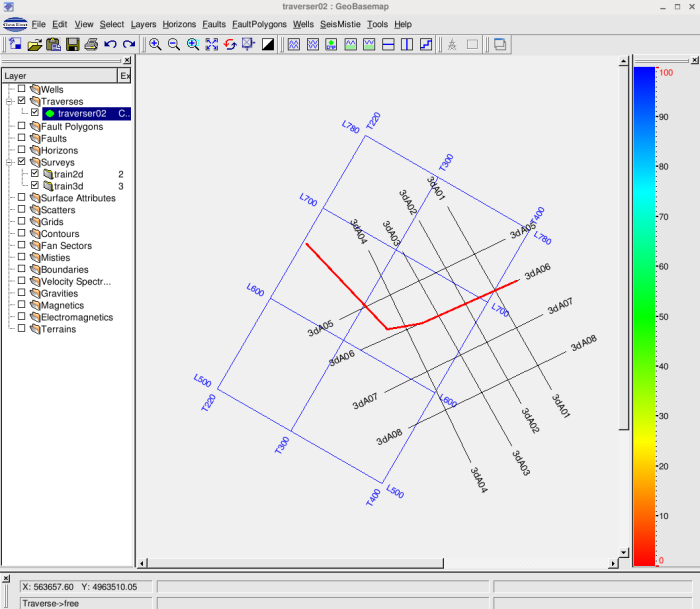 traverser02 : GeoBasemap
Geo East File Edit View Select Layers Horizons Faults FaultPolygons Wells SeisMistie Tools Help
Layer Ex
Wells
Traverses
traverser02 C..
Fault Polygons
Faults
Horizons
Surveys
train2d 2
train3d 3
Surface Attributes
Scatters
Grids
Contours
Fan Sectors
Misties
Boundaries
Velocity Spectr...
Gravities
Magnetics
Electromagnetics
Terrains
L780 T220
T300
3dA01
3dA02
L700
3dA04
3dA03
T400
3dA05
L780
3dA06
L600
L700
3dA07
3dA05
3dA08
3dA06
L500
T220
3dA07
L600
3dA01
3dA08
3dA02
T300
3dA03
3dA04
T400
L500
100
90
80
70
60
50
40
30
20
10
0
X: 563657.60 Y: 4963510.05
Traverse->free